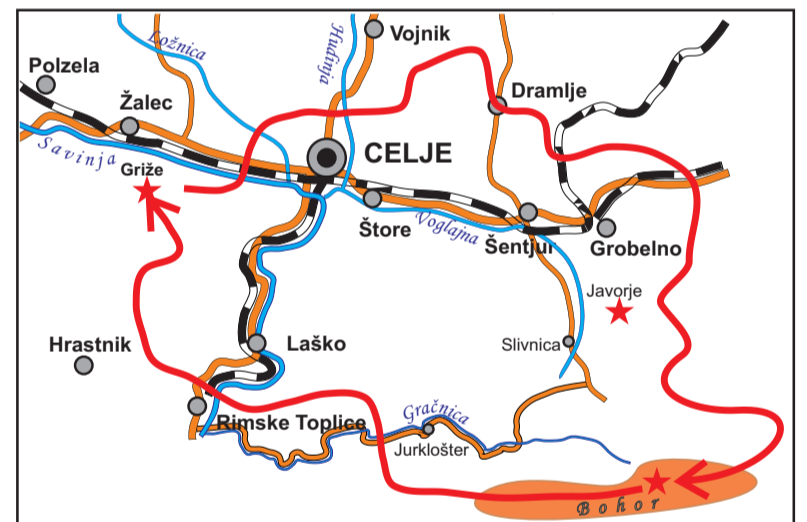 Vojnik
Ložnica
Hudinja
Polzela
Dramlje
Žalec
CELJE
Savinja
Griže
Štore
Voglajna
Šentjur
Grobelno
Javorje
Hrastnik
Laško
Slivnica
Gračnica
Rimske Toplice
Jurklošter
Bohor